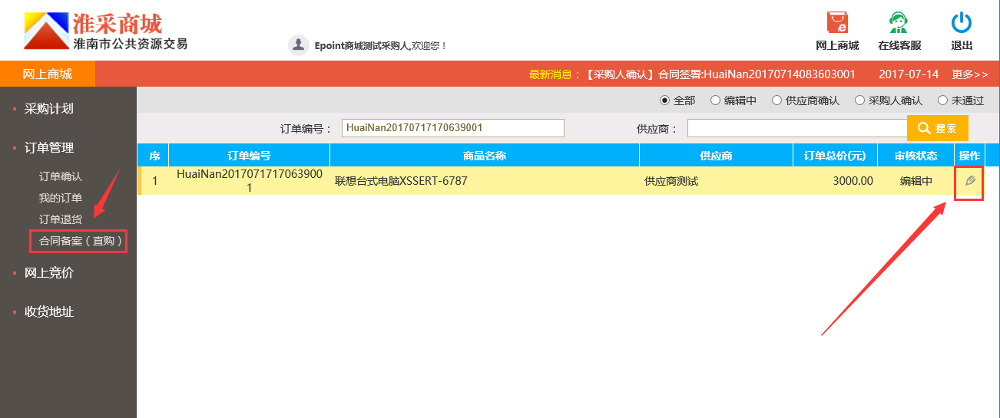 淮采商城
淮南市公共资源交易
Epoint商城测试采购人,欢迎您！
网上商城
在线客服
退出
网上商城
最新消息：【采购人确认】合同签署:HuaiNan20170714083603001 2017-07-14 更多>>
采购计划
订单管理
订单确认
我的订单
订单退货
合同备案（直购）
网上竞价
收货地址
全部 编辑中 供应商确认 采购人确认 未通过
订单编号： HuaiNan20170717170639001 供应商： 搜索
序 订单编号 商品名称 供应商 订单总价(元) 审核状态 操作
1 HuaiNan2017071717063900
1 联想台式电脑XSSERT-6787 供应商测试 3000.00 编辑中